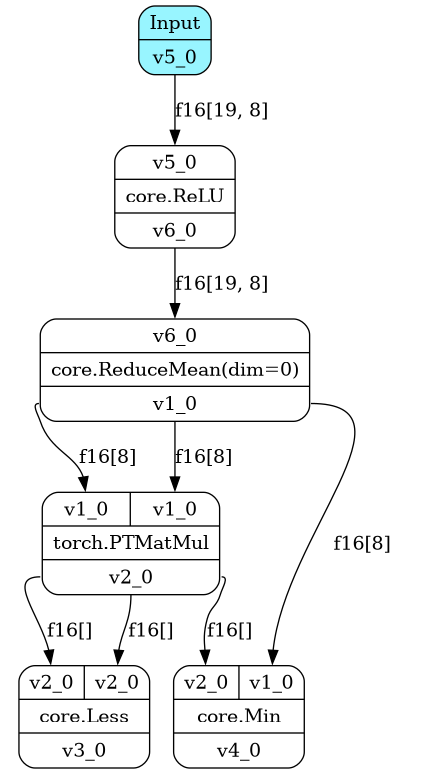 Input
v5_0
f16[19, 8]
v5_0
core.ReLU
v6_0
f16[19, 8]
v6_0
core.ReduceMean(dim=0)
v1_0
f16[8] f16[8]
f16[8]
v1_0 v1_0
torch.PTMatMul
v2_0
f16[] f16[] f16[]
v2_0 v2_0
core.Less
v3_0
v2_0 v1_0
core.Min
v4_0